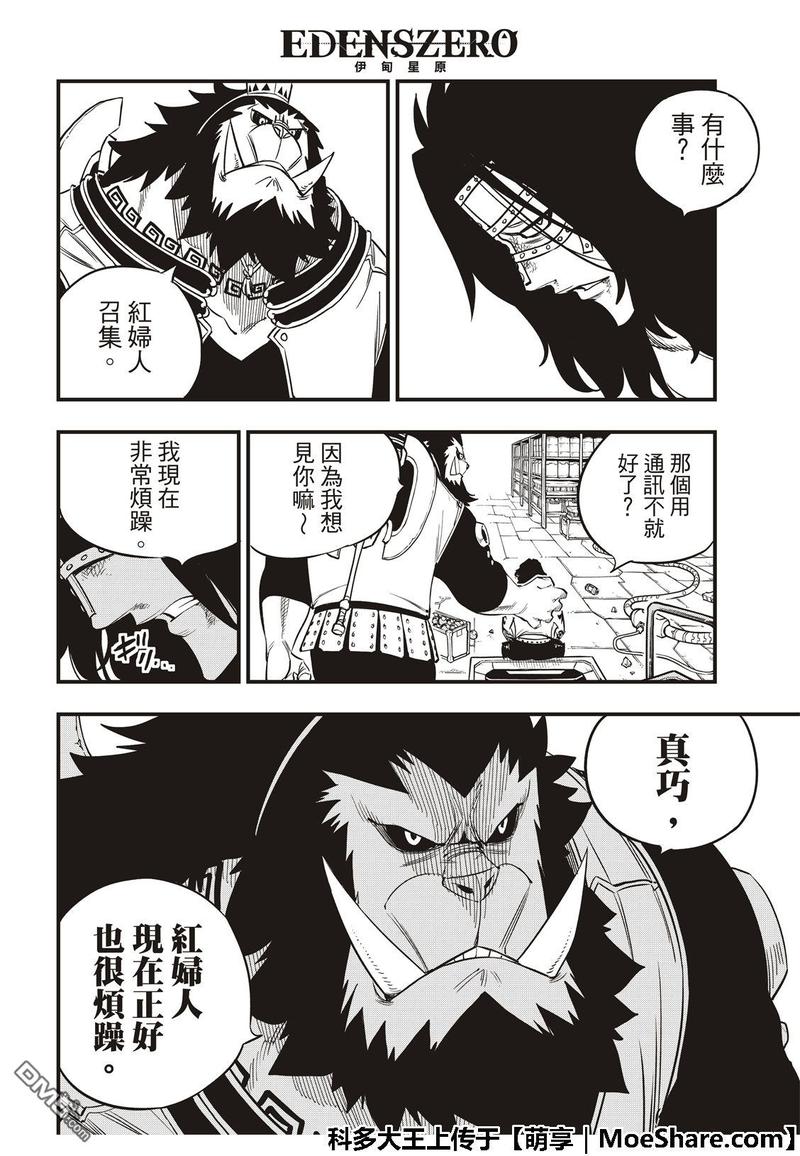 EDENSZERO
伊甸星原
有什麼
事？
紅婦人
召集。
那個用
通訊不就
好了？
因為我想
見你嘛～
我現在
非常煩躁。
ギリ…
真巧，
紅婦人
現在正好
也很煩躁。
科多大王上传于【萌享｜MoeShare.com】